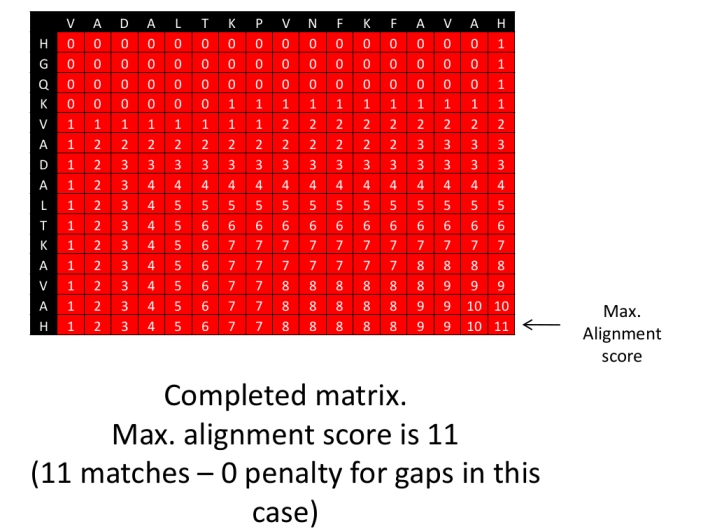 V A D A L T K P V N F K F A V A H
H 0 0 0 0 0 0 0 0 0 0 0 0 0 0 0 0 1
G 0 0 0 0 0 0 0 0 0 0 0 0 0 0 0 0 1
Q 0 0 0 0 0 0 0 0 0 0 0 0 0 0 0 0 1
K 0 0 0 0 0 0 1 1 1 1 1 1 1 1 1 1 1
V 1 1 1 1 1 1 1 1 2 2 2 2 2 2 2 2 2
A 1 2 2 2 2 2 2 2 2 2 2 2 2 3 3 3 3
D 1 2 3 3 3 3 3 3 3 3 3 3 3 3 3 3 3
A 1 2 3 4 4 4 4 4 4 4 4 4 4 4 4 4 4
L 1 2 3 4 5 5 5 5 5 5 5 5 5 5 5 5 5
T 1 2 3 4 5 6 6 6 6 6 6 6 6 6 6 6 6
K 1 2 3 4 5 6 7 7 7 7 7 7 7 7 7 7 7
A 1 2 3 4 5 6 7 7 7 7 7 7 7 8 8 8 8
V 1 2 3 4 5 6 7 7 8 8 8 8 8 8 9 9 9
A 1 2 3 4 5 6 7 7 8 8 8 8 8 9 9 10 10
H 1 2 3 4 5 6 7 7 8 8 8 8 8 9 9 10 11
Max.
Alignment
score
Completed matrix.
Max. alignment score is 11
(11 matches – 0 penalty for gaps in this
case)